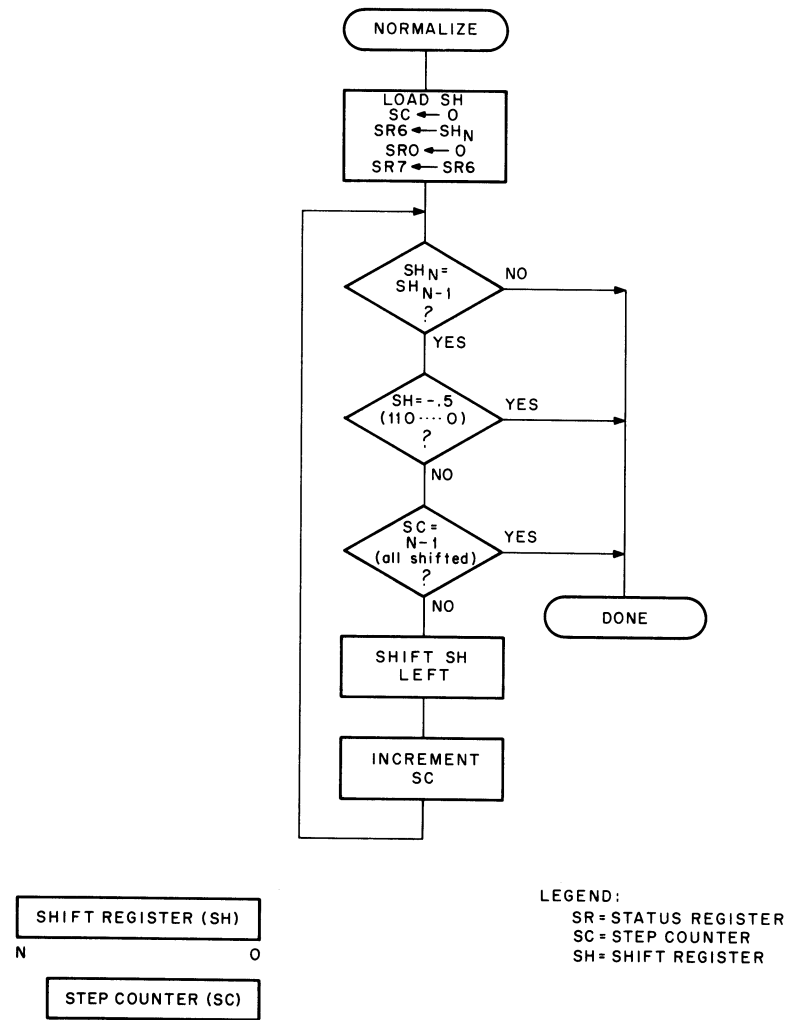 NORMALIZE
LOAD SH
SC ← 0
SR6 ← SHN
SR0 ← 0
SR7 ← SR6
SHN =
SHN-1
?
NO
YES
SH = -.5
(110····0)
?
YES
NO
SC =
N-1
(all shifted)
?
YES
NO
DONE
SHIFT SH
LEFT
INCREMENT
SC
SHIFT REGISTER (SH)
N 0
STEP COUNTER (SC)
LEGEND:
SR = STATUS REGISTER
SC = STEP COUNTER
SH = SHIFT REGISTER